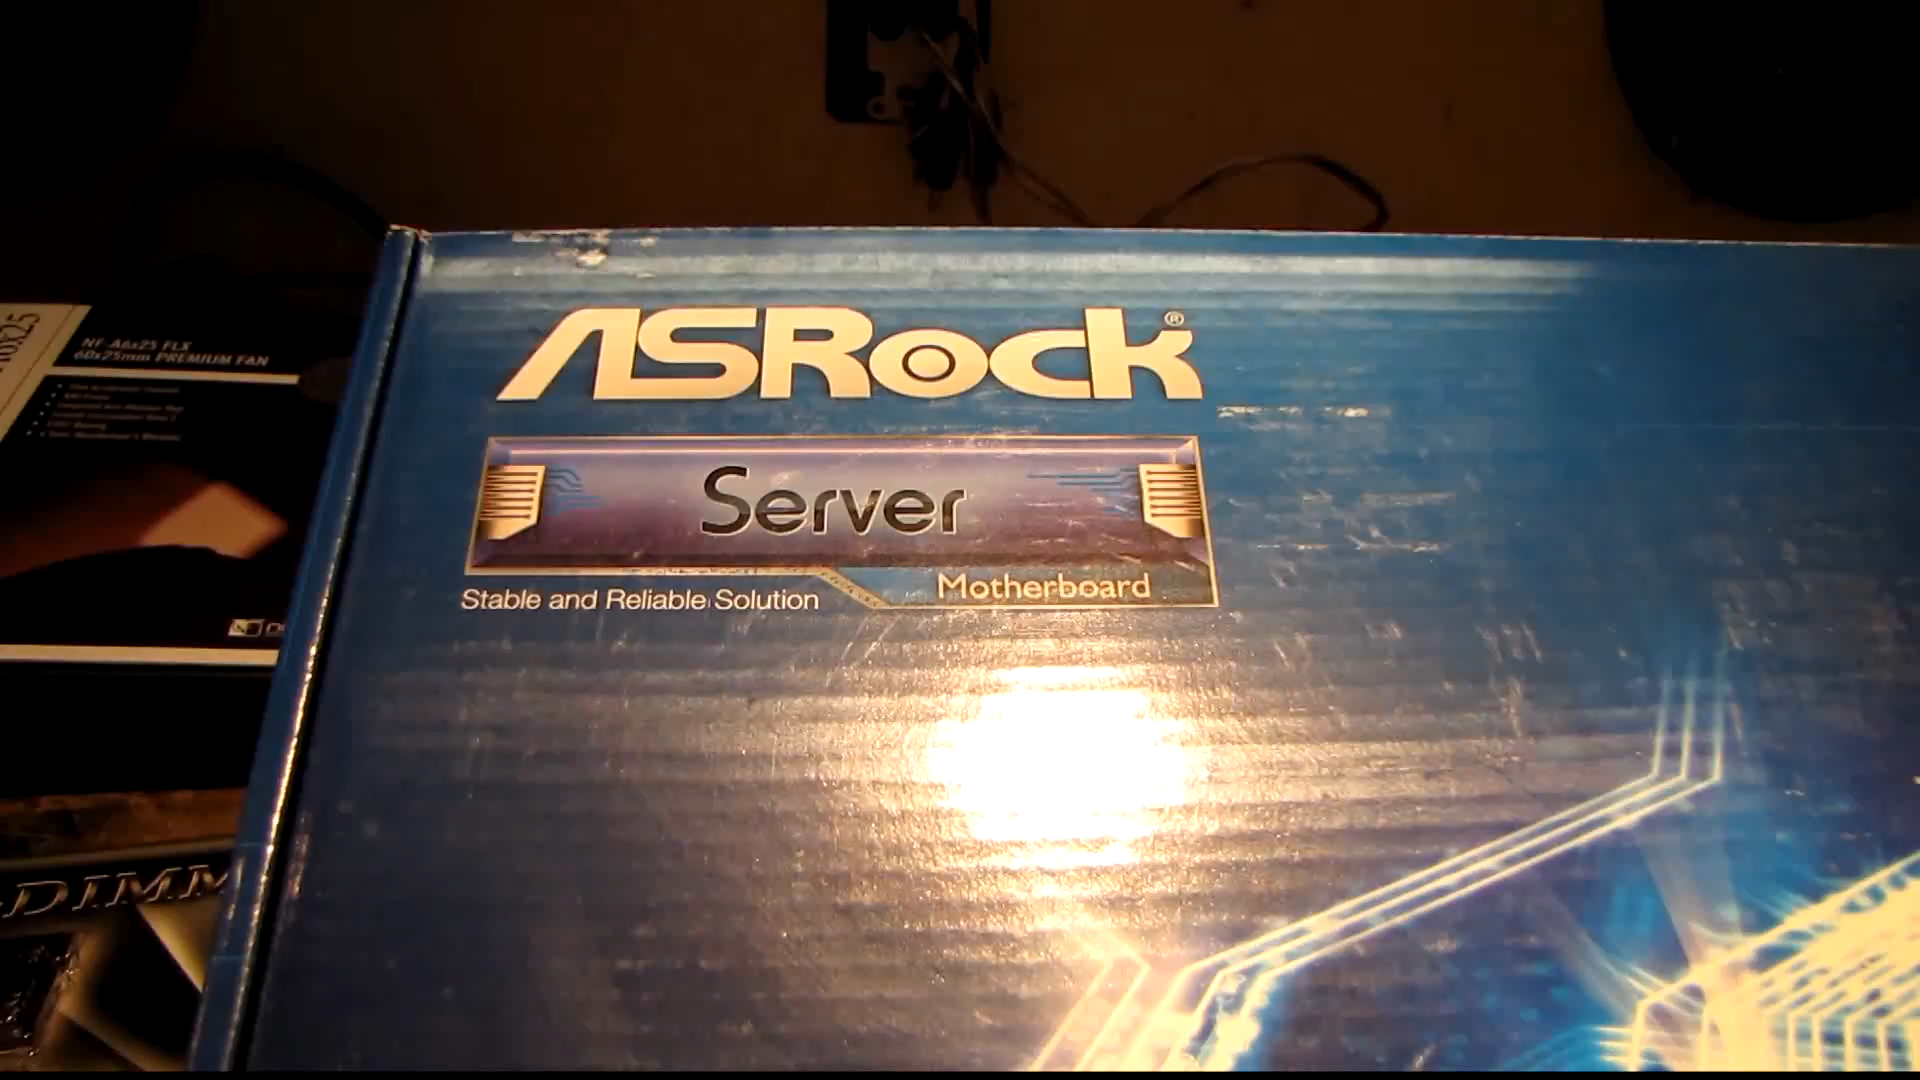 ASRock®
Server
Motherboard
Stable and Reliable Solution
NF-A6x25 FLX
60x25mm PREMIUM FAN
DIMM